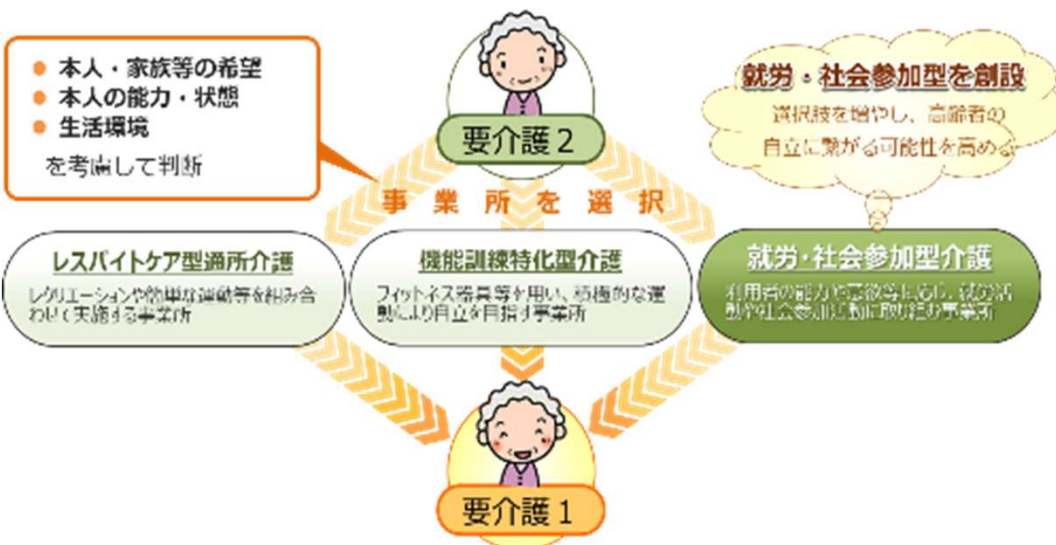 ● 本人・家族等の希望
● 本人の能力・状態
● 生活環境
を考慮して判断
要介護2
就労・社会参加型を創設
選択肢を増やし、高齢者の
自立に繋がる可能性を高める
事業所を選択
レスパイトケア型通所介護
レクリエーションや簡単な運動等を組み合
わせて実施する事業所
機能訓練特化型介護
フィットネス器具等を用い、積極的な運
動により自立を目指す事業所
就労・社会参加型介護
利用者の能力や意欲等に応じ、就労活
動や社会参加活動に取り組む事業所
要介護1